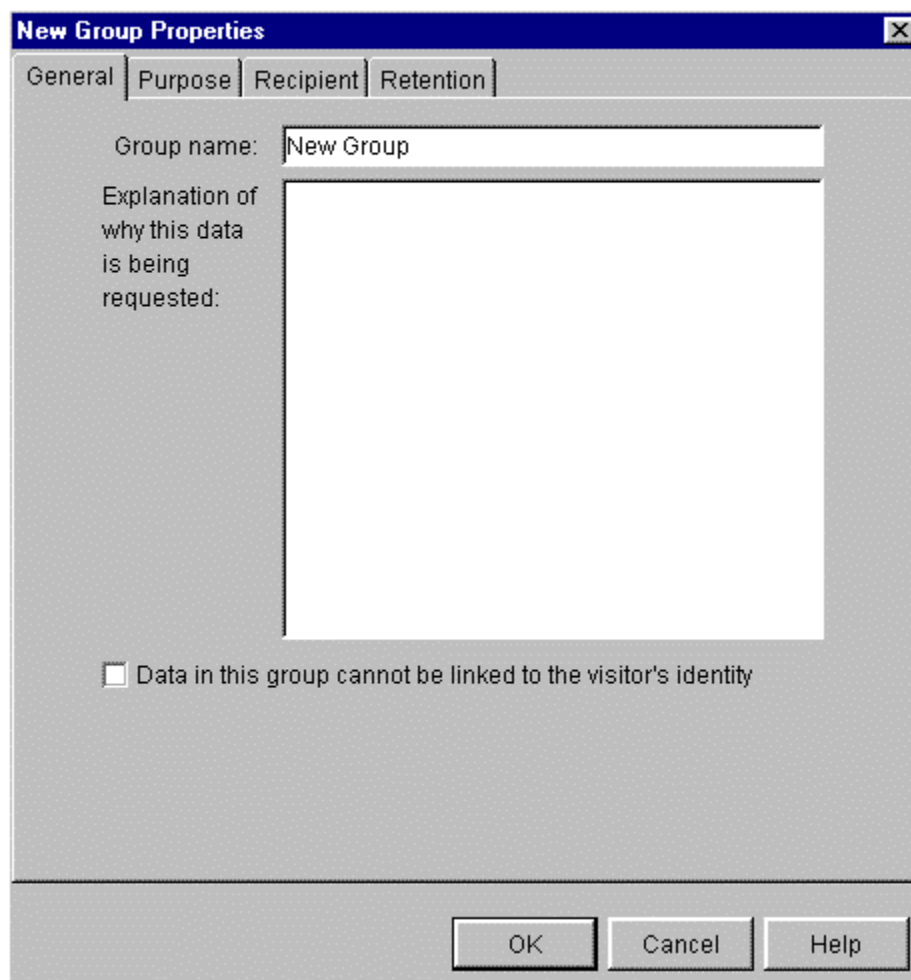 New Group Properties
General Purpose Recipient Retention
Group name: New Group
Explanation of
why this data
is being
requested:
Data in this group cannot be linked to the visitor's identity
OK Cancel Help